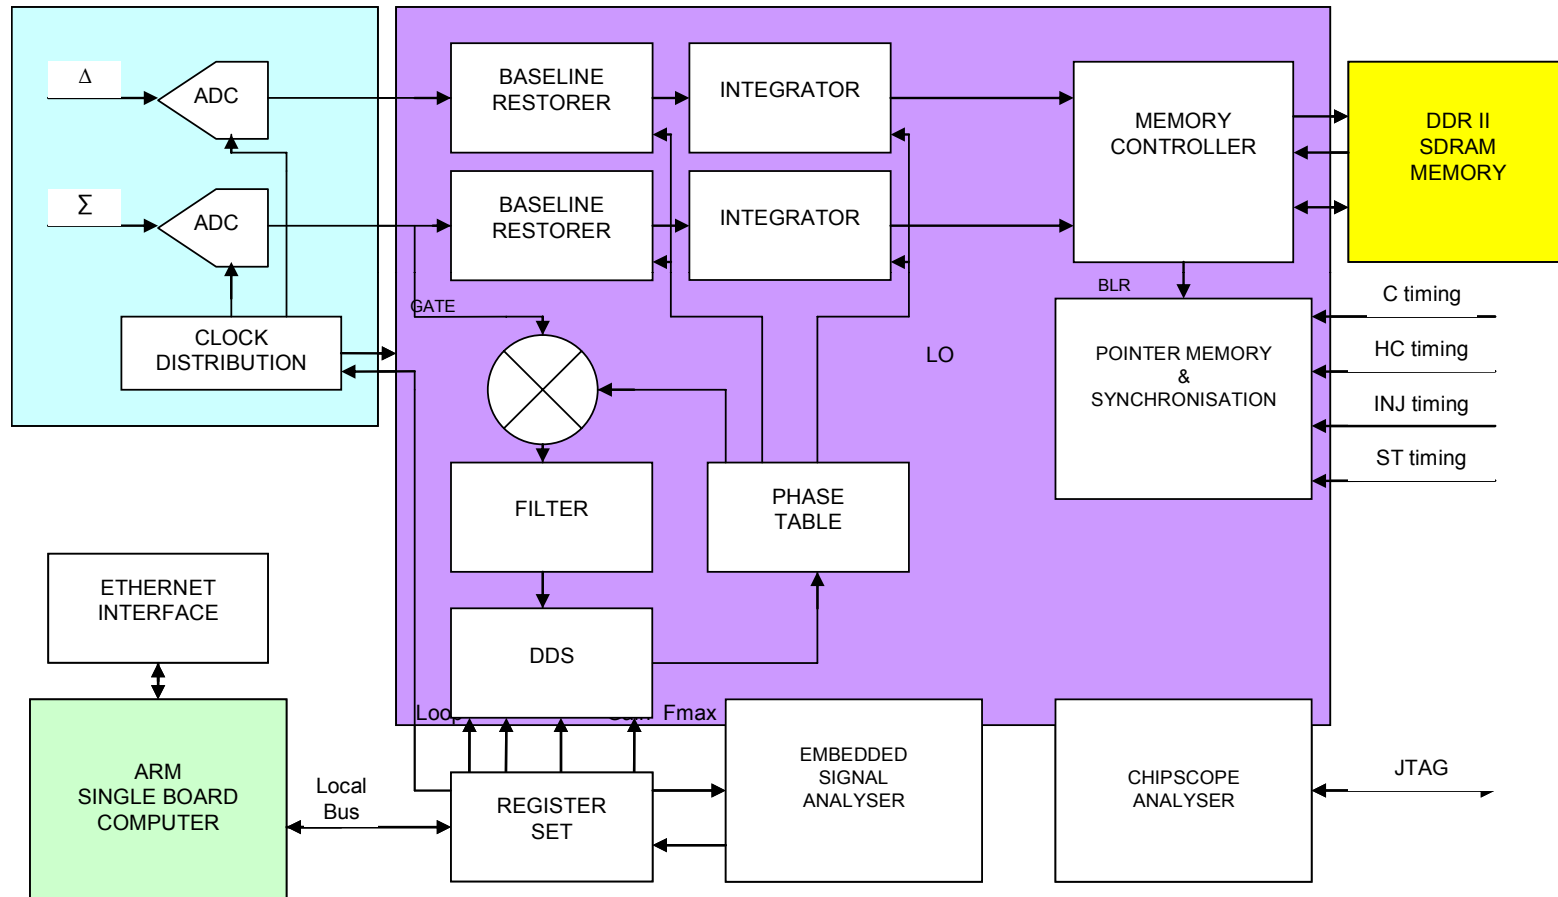 Δ
ADC
Σ
ADC
CLOCK
DISTRIBUTION
BASELINE
RESTORER
INTEGRATOR
BASELINE
RESTORER
INTEGRATOR
MEMORY
CONTROLLER
DDR II
SDRAM
MEMORY
GATE
BLR
LO
POINTER MEMORY
&
SYNCHRONISATION
C timing
HC timing
INJ timing
ST timing
FILTER
PHASE
TABLE
DDS
ETHERNET
INTERFACE
Loop
Fmax
ARM
SINGLE BOARD
COMPUTER
Local
Bus
REGISTER
SET
EMBEDDED
SIGNAL
ANALYSER
CHIPSCOPE
ANALYSER
JTAG